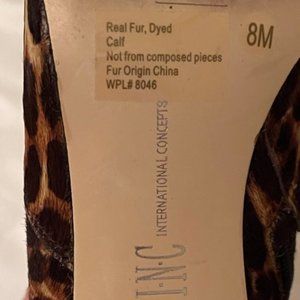 Real Fur, Dyed
Calf
Not from composed pieces
Fur Origin China
WPL# 8046
8M
I·N·C
INTERNATIONAL CONCEPTS